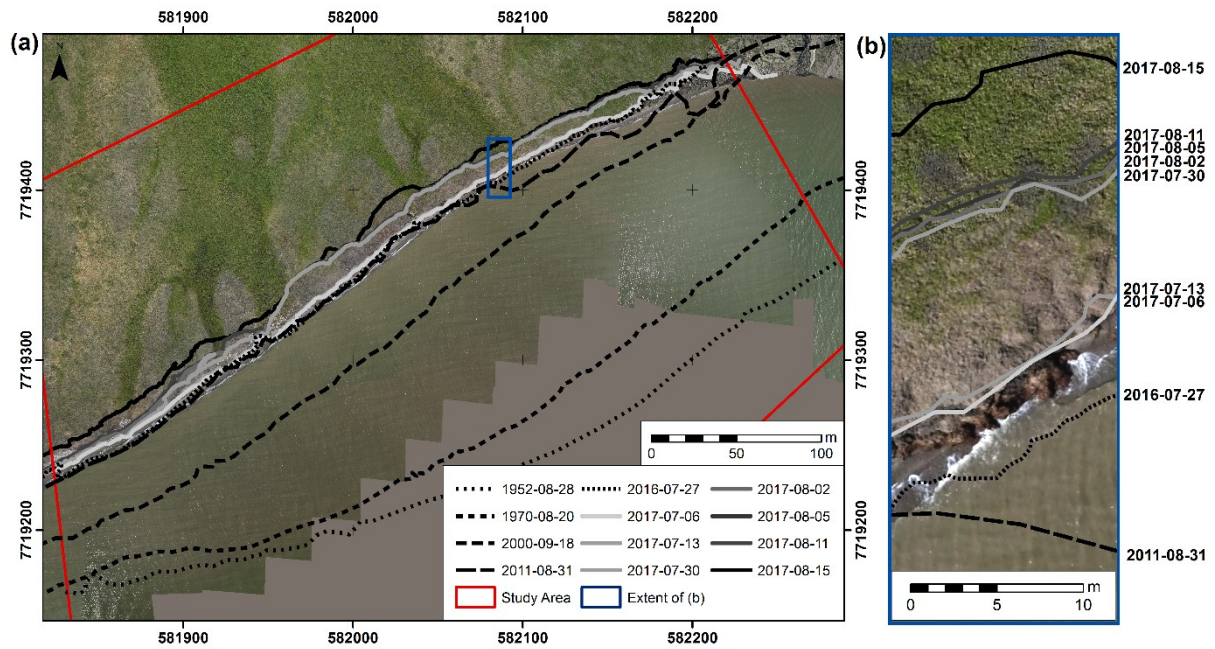 (a)
581900 582000 582100 582200
N
7719400
7719300
7719200
7719400
7719300
7719200
0 50 100 m
1952-08-28 2016-07-27 2017-08-02
1970-08-20 2017-07-06 2017-08-05
2000-09-18 2017-07-13 2017-08-11
2011-08-31 2017-07-30 2017-08-15
Study Area Extent of (b)
581900 582000 582100 582200
(b)
2017-08-15
2017-08-11
2017-08-05
2017-08-02
2017-07-30
2017-07-13
2017-07-06
2016-07-27
2011-08-31
m
0 5 10